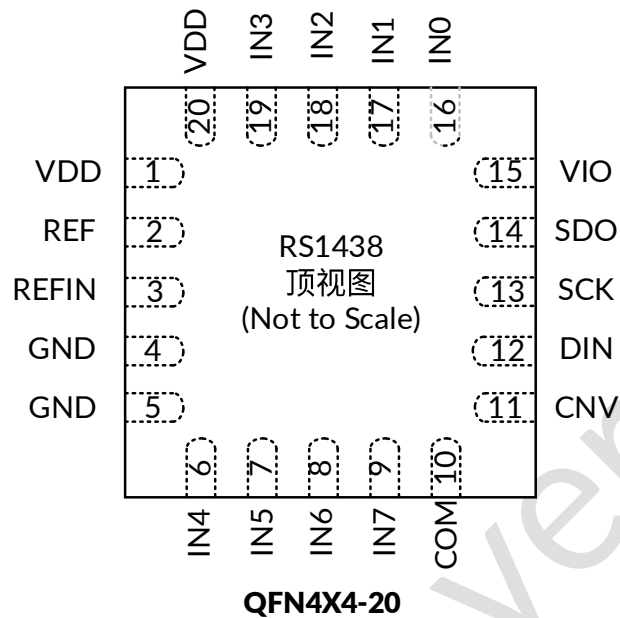 VDD IN3 IN2 IN1 IN0
20 19 18 17 16
VDD 1 15 VIO
REF 2 14 SDO
RS1438
REFIN 3 顶视图 13 SCK
(Not to Scale)
GND 4 12 DIN
GND 5 11 CNV
6 7 8 9 10
IN4 IN5 IN6 IN7 COM
QFN4X4-20